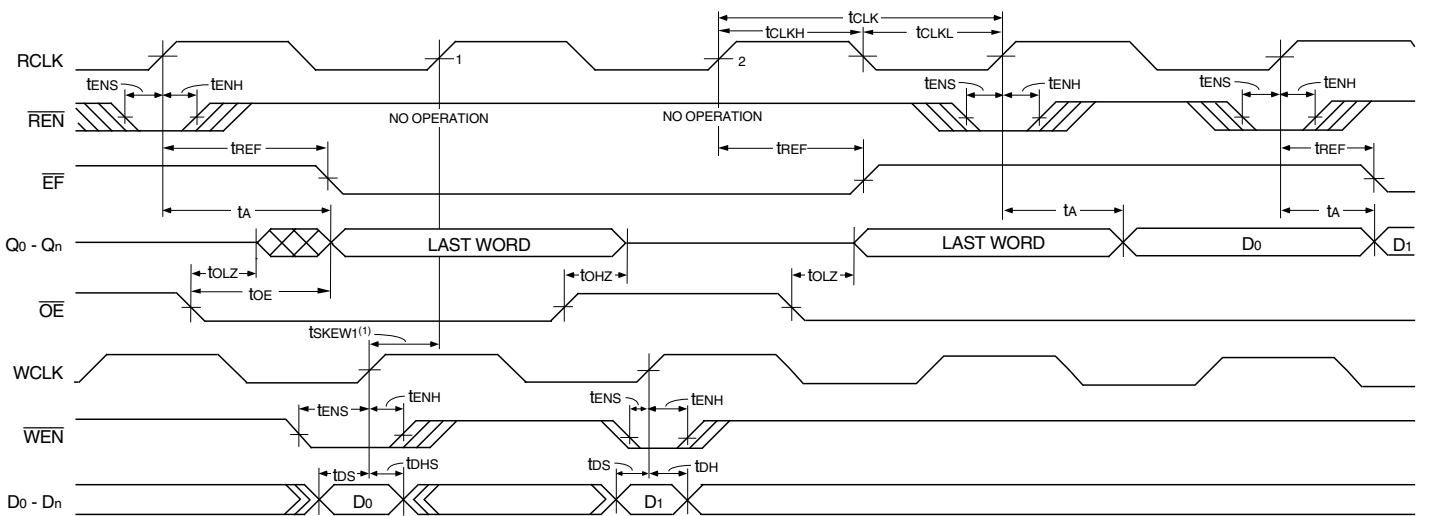 tCLK
tCLKH tCLKL
RCLK 1 2
tENS tENH tENS tENH tENS tENH
REN NO OPERATION NO OPERATION
tREF tREF tREF
EF
tA tA tA
Q0 - Qn LAST WORD LAST WORD D0 D1
tOLZ tOHZ tOLZ
tOE
OE
tSKEW1(1)
WCLK
tENS tENH tENS tENH
WEN
tDS tDHS tDS tDH
D0 - Dn D0 D1